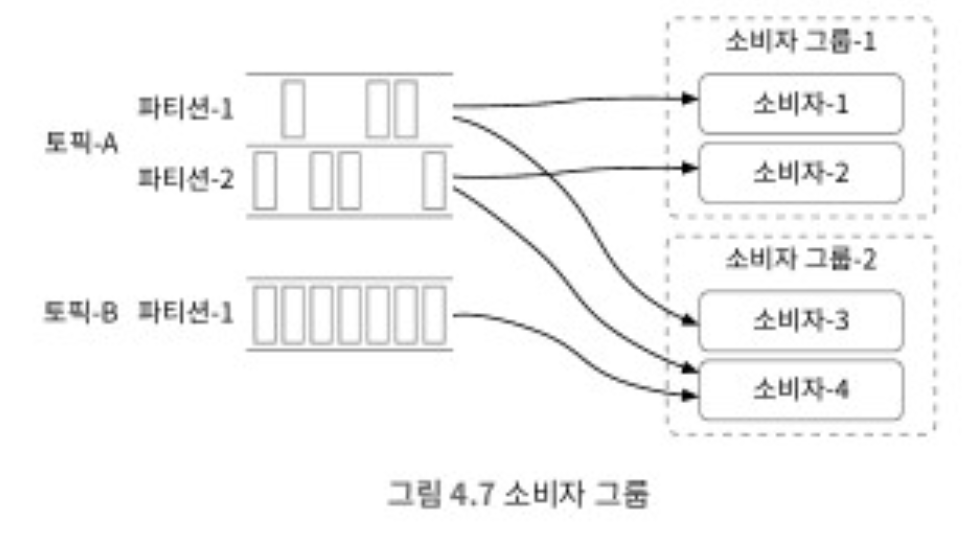 소비자 그룹-1
파티션-1
소비자-1
토픽-A
파티션-2
소비자-2
소비자 그룹-2
토픽-B 파티션-1
소비자-3
소비자-4
그림 4.7 소비자 그룹